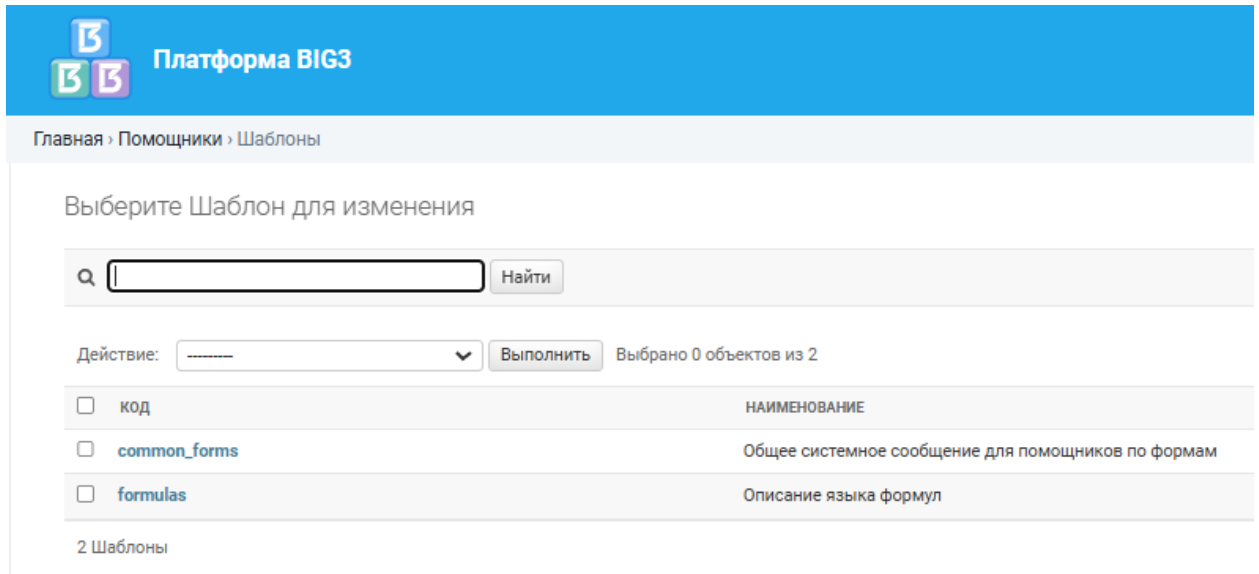 Платформа BIG3
Главная › Помощники › Шаблоны
Выберите Шаблон для изменения
Найти
Действие: --------- Выполнить Выбрано 0 объектов из 2
КОД НАИМЕНОВАНИЕ
common_forms Общее системное сообщение для помощников по формам
formulas Описание языка формул
2 Шаблоны